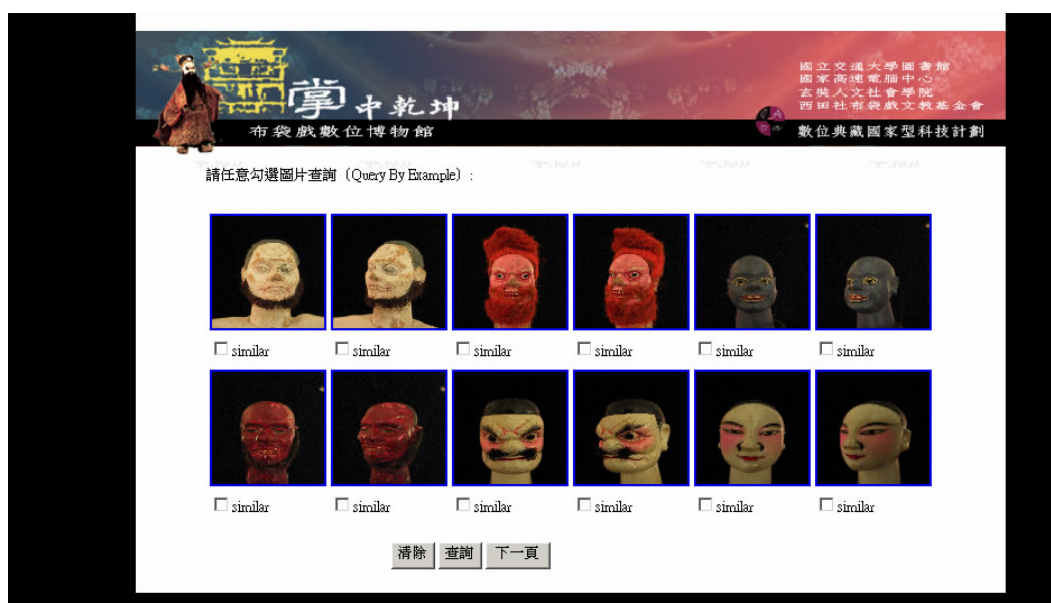 掌中乾坤
布袋戲數位博物館
國立交通大學圖書館
國家高速電腦中心
玄奘人文社會學院
西田社布袋戲文教基金會
數位典藏國家型科技計劃
請任意勾選圖片查詢（Query By Example）:
similar similar similar similar similar similar
similar similar similar similar similar similar
清除 查詢 下一頁